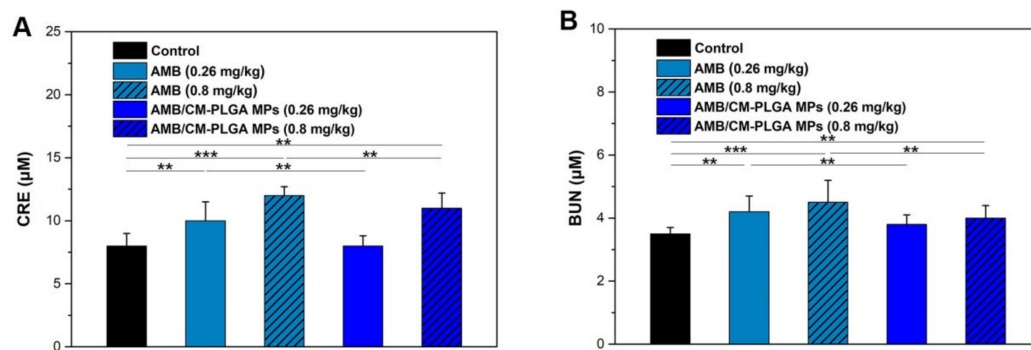 A
CRE (µM)
25
20
15
10
5
0
Control
AMB (0.26 mg/kg)
AMB (0.8 mg/kg)
AMB/CM-PLGA MPs (0.26 mg/kg)
AMB/CM-PLGA MPs (0.8 mg/kg)
**
*** **
** **
B
BUN (µM)
10
8
6
4
2
0
Control
AMB (0.26 mg/kg)
AMB (0.8 mg/kg)
AMB/CM-PLGA MPs (0.26 mg/kg)
AMB/CM-PLGA MPs (0.8 mg/kg)
**
*** **
** **